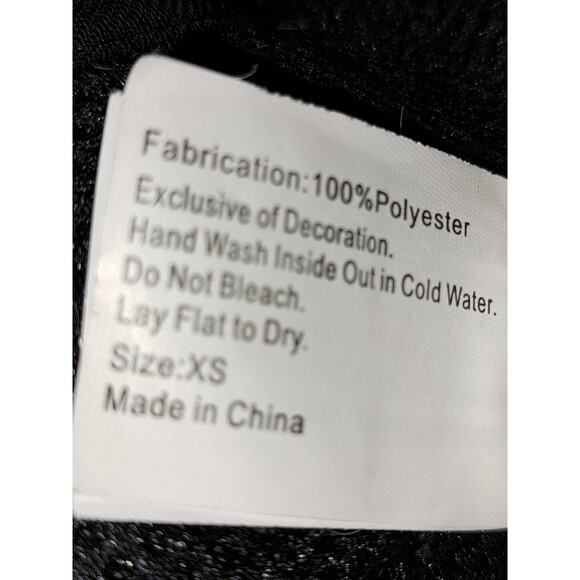 Fabrication:100%Polyester
Exclusive of Decoration.
Hand Wash Inside Out in Cold Water.
Do Not Bleach.
Lay Flat to Dry.
Size:XS
Made in China